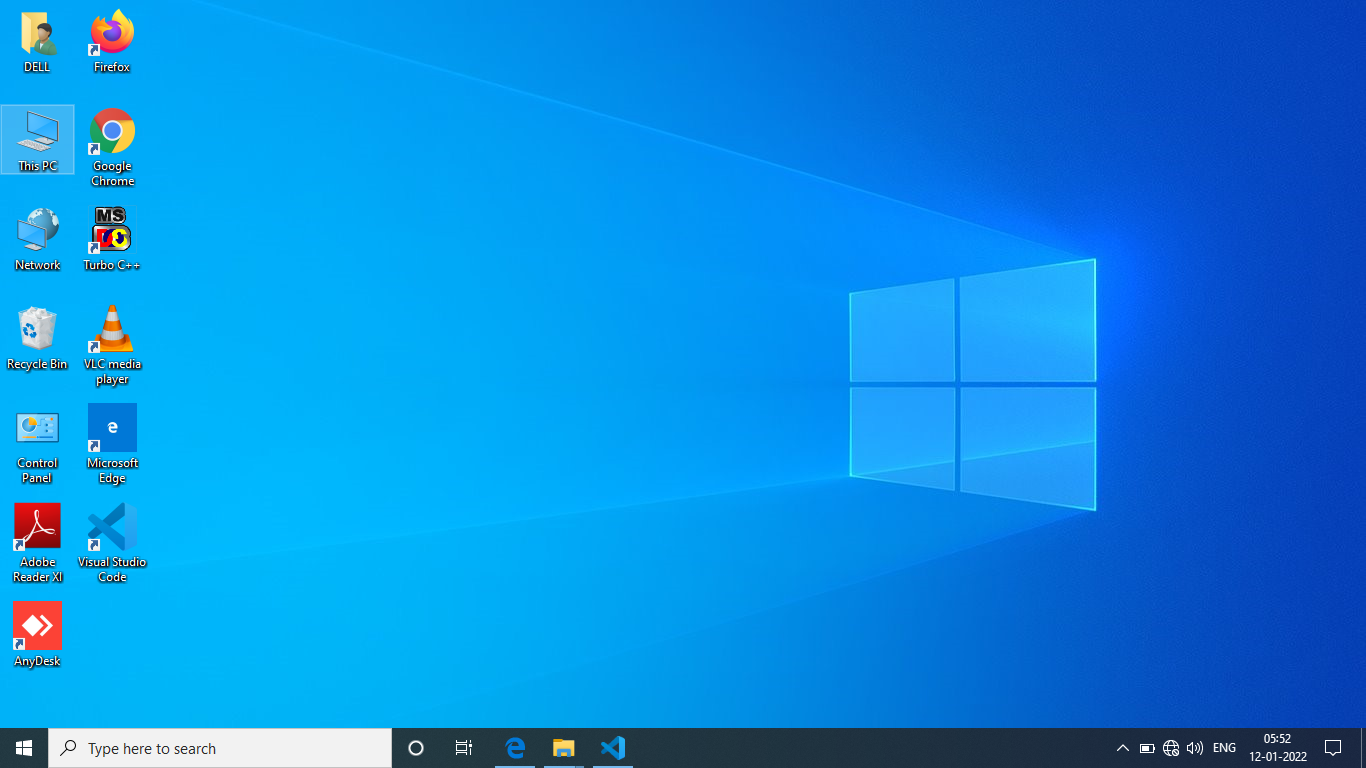 DELL
Firefox
This PC
Google
Chrome
Network
MS
Turbo C++
Recycle Bin
VLC media
player
Control
Panel
Microsoft
Edge
Adobe
Reader XI
Visual Studio
Code
AnyDesk
Type here to search
ENG
05:52
12-01-2022